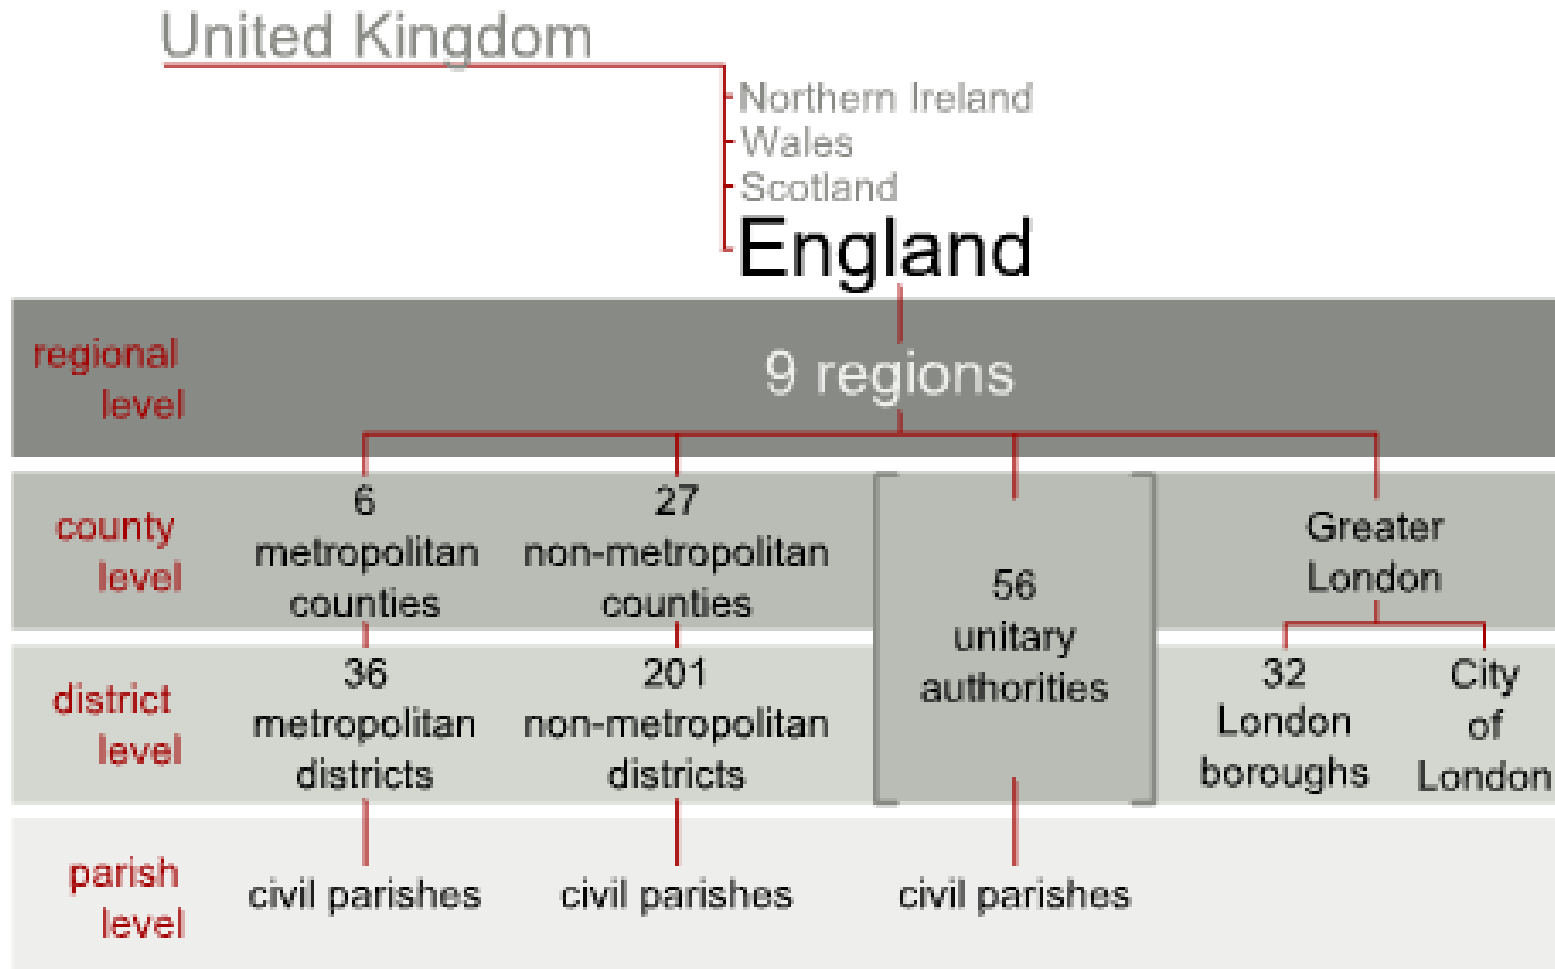 United Kingdom
Northern Ireland
Wales
Scotland
England
regional
level
9 regions
county
level
6
metropolitan
counties
27
non-metropolitan
counties
56
unitary
authorities
Greater
London
district
level
36
metropolitan
districts
201
non-metropolitan
districts
32
London
boroughs
City
of
London
parish
level
civil parishes
civil parishes
civil parishes